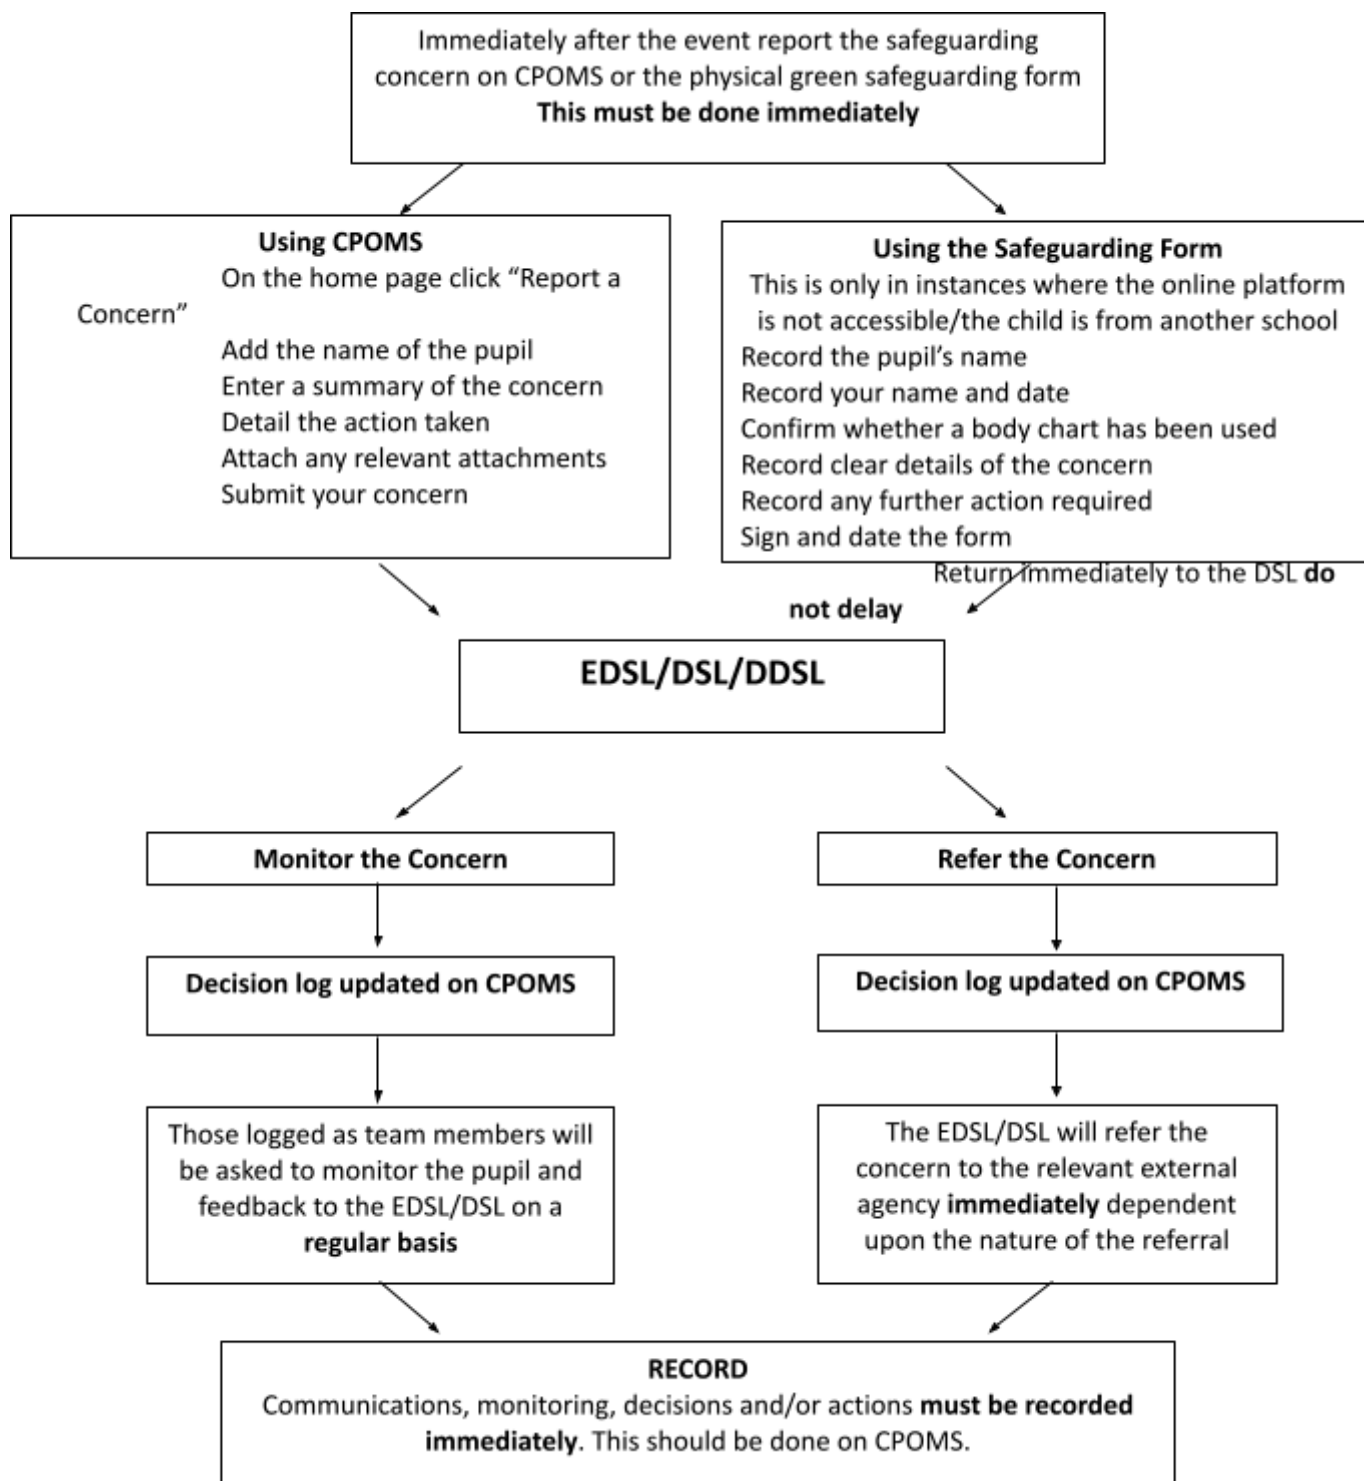 Immediately after the event report the safeguarding
concern on CPOMS or the physical green safeguarding form
This must be done immediately
Using CPOMS
On the home page click “Report a
Concern”
Add the name of the pupil
Enter a summary of the concern
Detail the action taken
Attach any relevant attachments
Submit your concern
Using the Safeguarding Form
This is only in instances where the online platform
is not accessible/the child is from another school
Record the pupil’s name
Record your name and date
Confirm whether a body chart has been used
Record clear details of the concern
Record any further action required
Sign and date the form
Return immediately to the DSL do
not delay
EDSL/DSL/DDSL
Monitor the Concern
Decision log updated on CPOMS
Those logged as team members will
be asked to monitor the pupil and
feedback to the EDSL/DSL on a
regular basis
Refer the Concern
Decision log updated on CPOMS
The EDSL/DSL will refer the
concern to the relevant external
agency immediately dependent
upon the nature of the referral
RECORD
Communications, monitoring, decisions and/or actions must be recorded
immediately. This should be done on CPOMS.